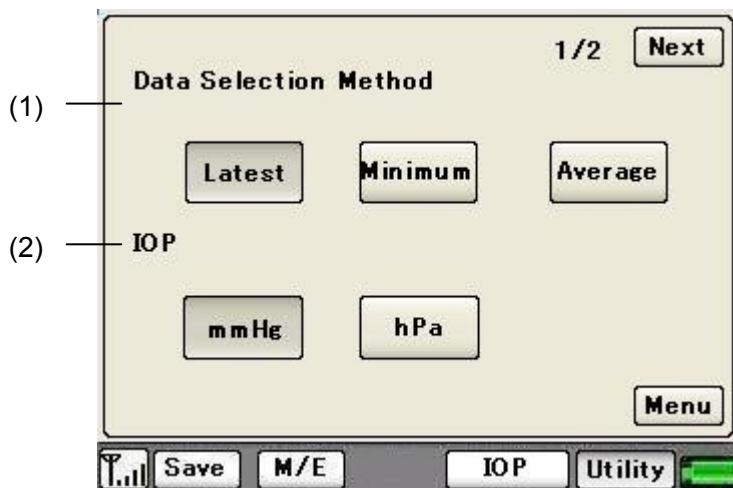 1/2 Next
(1) Data Selection Method
Latest Minimum Average
(2) IOP
mmHg hPa
Menu
Save M/E IOP Utility